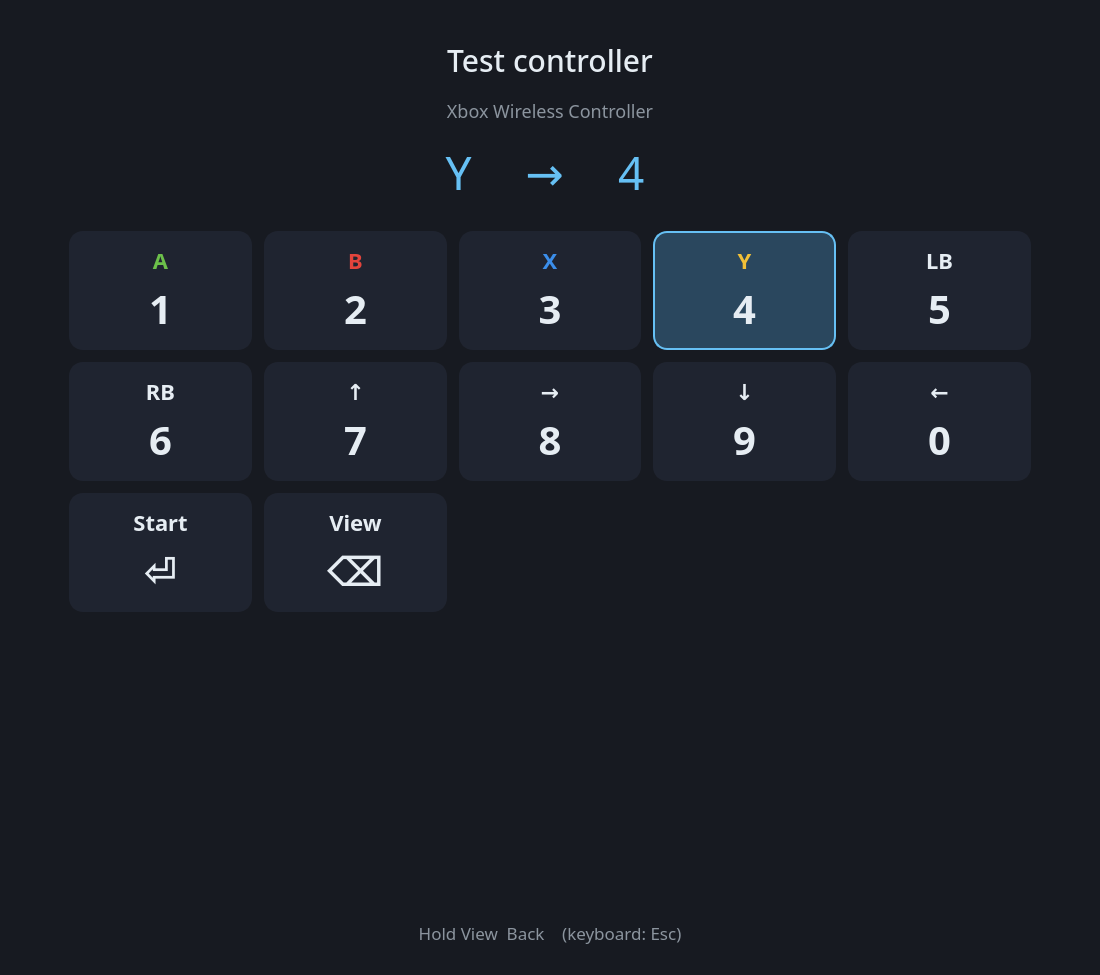 Test controller
Xbox Wireless Controller
Y → 4
A B X Y LB
1 2 3 4 5
RB ↑ → ↓ ←
6 7 8 9 0
Start View
⏎ ⌫
Hold View Back (keyboard: Esc)